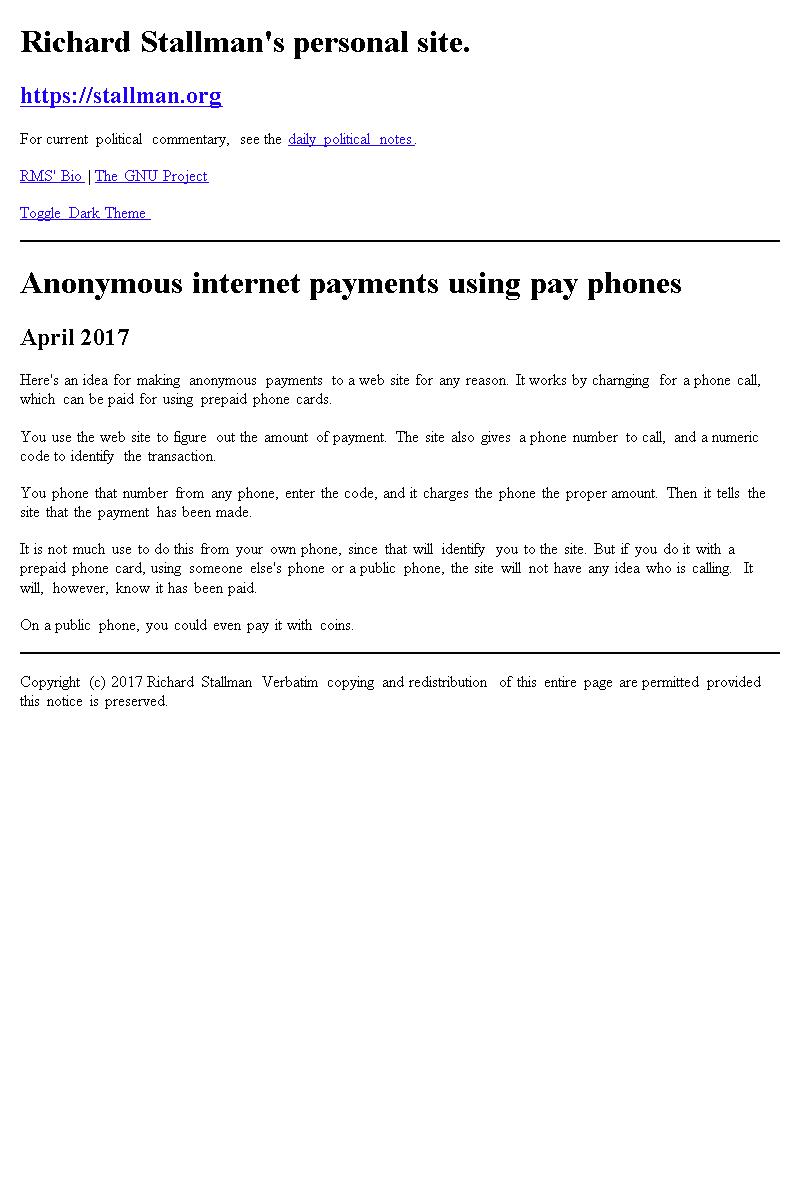 Richard Stallman's personal site.
https://stallman.org
For current political commentary, see the daily political notes.
RMS' Bio | The GNU Project
Toggle Dark Theme
Anonymous internet payments using pay phones
April 2017
Here's an idea for making anonymous payments to a web site for any reason. It works by charnging for a phone call,
which can be paid for using prepaid phone cards.
You use the web site to figure out the amount of payment. The site also gives a phone number to call, and a numeric
code to identify the transaction.
You phone that number from any phone, enter the code, and it charges the phone the proper amount. Then it tells the
site that the payment has been made.
It is not much use to do this from your own phone, since that will identify you to the site. But if you do it with a
prepaid phone card, using someone else's phone or a public phone, the site will not have any idea who is calling. It
will, however, know it has been paid.
On a public phone, you could even pay it with coins.
Copyright (c) 2017 Richard Stallman Verbatim copying and redistribution of this entire page are permitted provided
this notice is preserved.